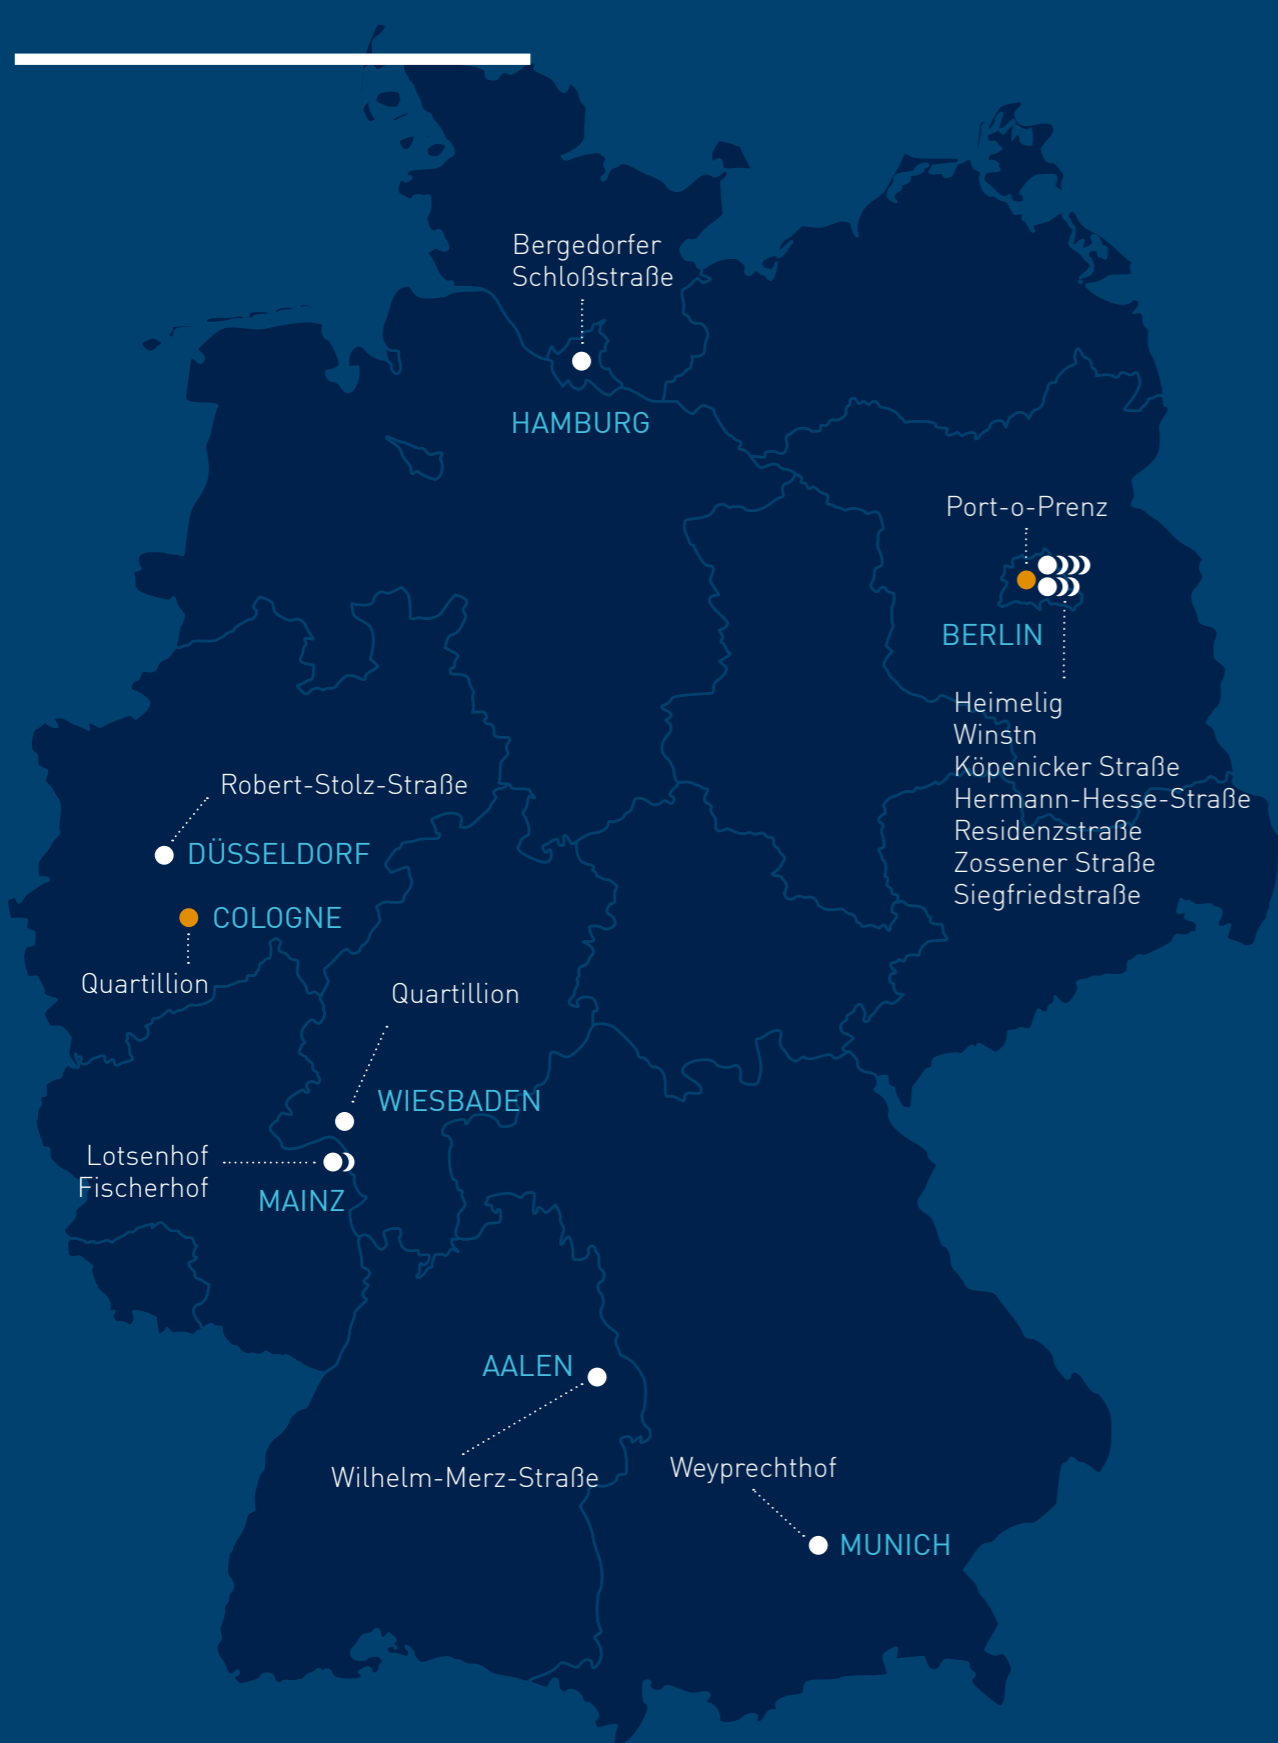 Bergedorfer
Schloßstraße
HAMBURG
Port-o-Prenz
BERLIN
Heimelig
Winstn
Köpenicker Straße
Hermann-Hesse-Straße
Residenzstraße
Zossener Straße
Siegfriedstraße
Robert-Stolz-Straße
DÜSSELDORF
COLOGNE
Quartillion
Quartillion
WIESBADEN
Lotsenhof
Fischerhof
MAINZ
AALEN
Wilhelm-Merz-Straße
Weyprechthof
MUNICH